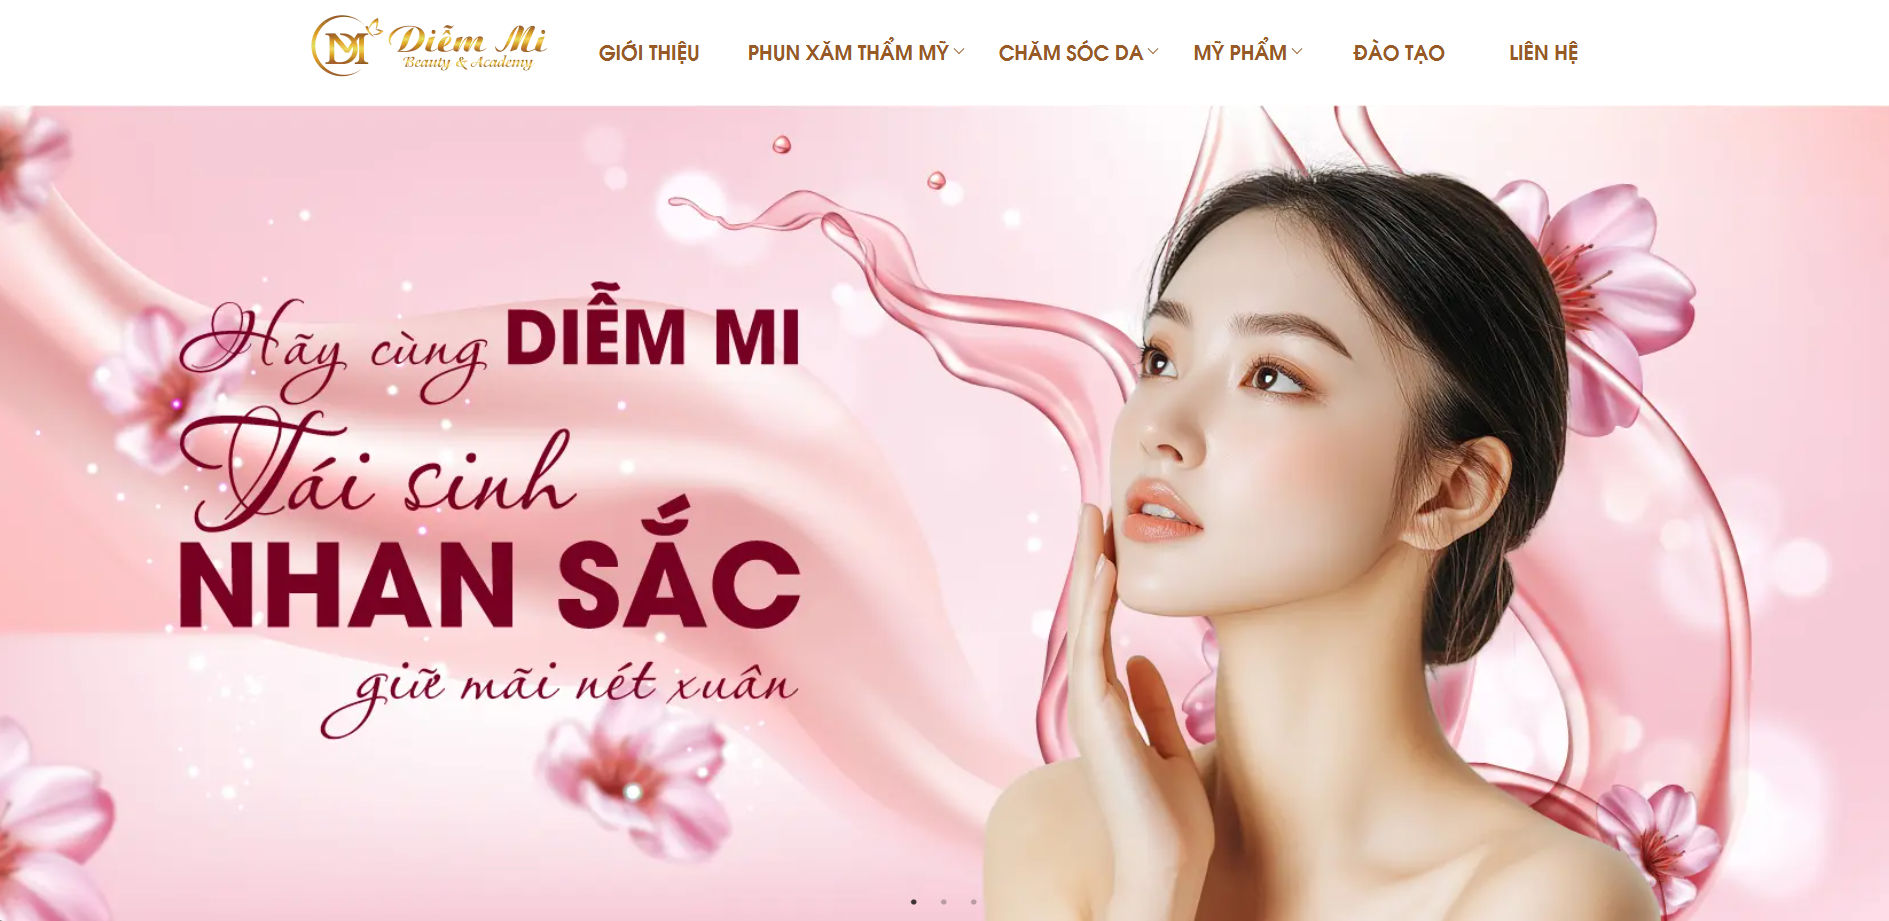 DM Diễm Mi
Beauty & Academy
GIỚI THIỆU PHUN XĂM THẨM MỸ CHĂM SÓC DA MỸ PHẨM ĐÀO TẠO LIÊN HỆ
Hãy cùng DIỄM MI
Tái sinh
NHAN SẮC
giữ mãi nét xuân